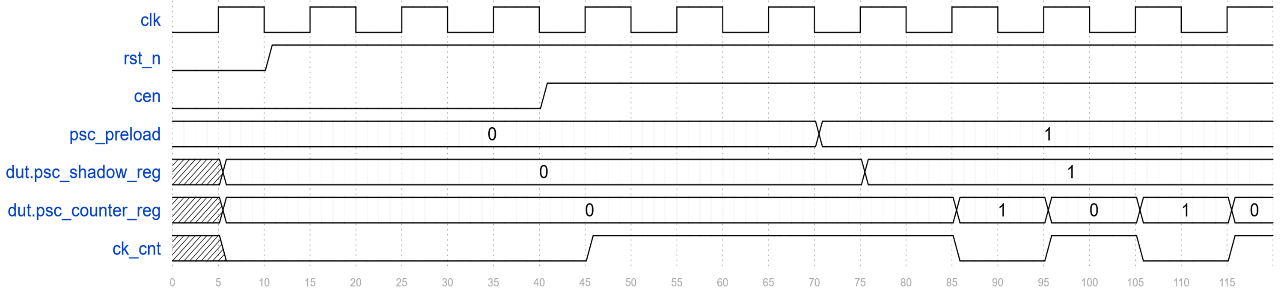 clk
rst_n
cen
psc_preload 0 1
dut.psc_shadow_reg 0 1
dut.psc_counter_reg 0 1 0 1 0
ck_cnt
0 5 10 15 20 25 30 35 40 45 50 55 60 65 70 75 80 85 90 95 100 105 110 115